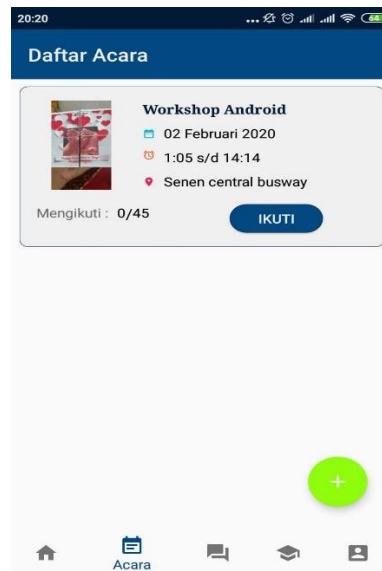 20:20
64
Daftar Acara
Workshop Android
02 Februari 2020
1:05 s/d 14:14
Senen central busway
Mengikuti : 0/45
IKUTI
+
Acara